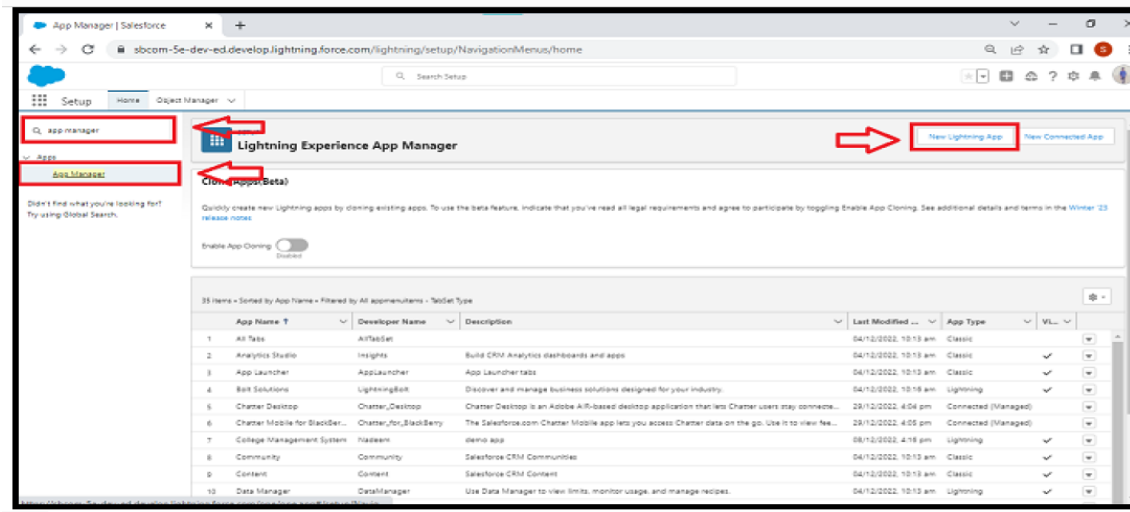 App Manager | Salesforce
sbcom-5e-dev-ed.develop.lightning.force.com/lightning/setup/NavigationMenus/home
S
Search Setup
Setup
Home
Object Manager
app manager
Apps
App Manager
Didn't find what you're looking for?
Try using Global Search.
Lightning Experience App Manager
New Lightning App
New Connected App
Apps(Beta)
Quickly create new Lightning apps by cloning existing apps. To use the beta feature, indicate that you've read all legal requirements and agree to participate by toggling Enable App Cloning. See additional details and terms in the Winter '23
release notes
Enable App Cloning
Disabled
35 items • Sorted by App Name • Filtered by All appmenuitems - TabSet Type
App Name ↑ Developer Name Description Last Modified ... App Type Vi...
1 All Tabs AllTabSet 04/12/2022, 10:13 am Classic
2 Analytics Studio Insights Build CRM Analytics dashboards and apps 04/12/2022, 10:13 am Classic ✓
3 App Launcher AppLauncher App Launcher tabs 04/12/2022, 10:13 am Classic ✓
4 Bolt Solutions LightningBolt Discover and manage business solutions designed for your industry. 04/12/2022, 10:16 am Lightning ✓
5 Chatter Desktop Chatter_Desktop Chatter Desktop is an Adobe AIR-based desktop application that lets Chatter users stay connecte... 29/12/2022, 4:04 pm Connected (Managed)
6 Chatter Mobile for BlackBer... Chatter_for_BlackBerry The Salesforce.com Chatter Mobile app lets you access Chatter data on the go. Use it to view fee... 29/12/2022, 4:05 pm Connected (Managed)
7 College Management System Nadeem demo app 08/12/2022, 4:18 pm Lightning ✓
8 Community Community Salesforce CRM Communities 04/12/2022, 10:13 am Classic ✓
9 Content Content Salesforce CRM Content 04/12/2022, 10:13 am Classic ✓
10 Data Manager DataManager Use Data Manager to view limits, monitor usage, and manage recipes. 04/12/2022, 10:13 am Lightning ✓